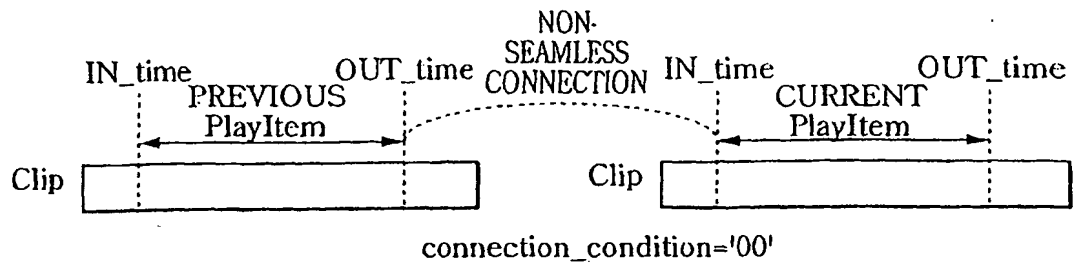 NON-
SEAMLESS
CONNECTION
IN_time
OUT_time
IN_time
OUT_time
PREVIOUS
PlayItem
CURRENT
PlayItem
Clip
Clip
connection_condition='00'